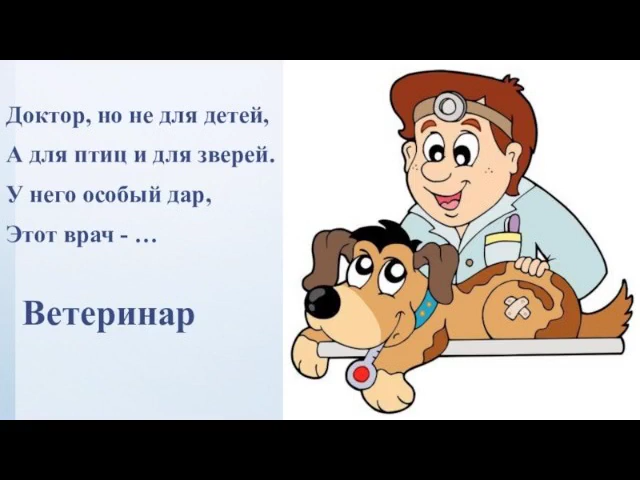 Доктор, но не для детей,
А для птиц и для зверей.
У него особый дар,
Этот врач - …
Ветеринар